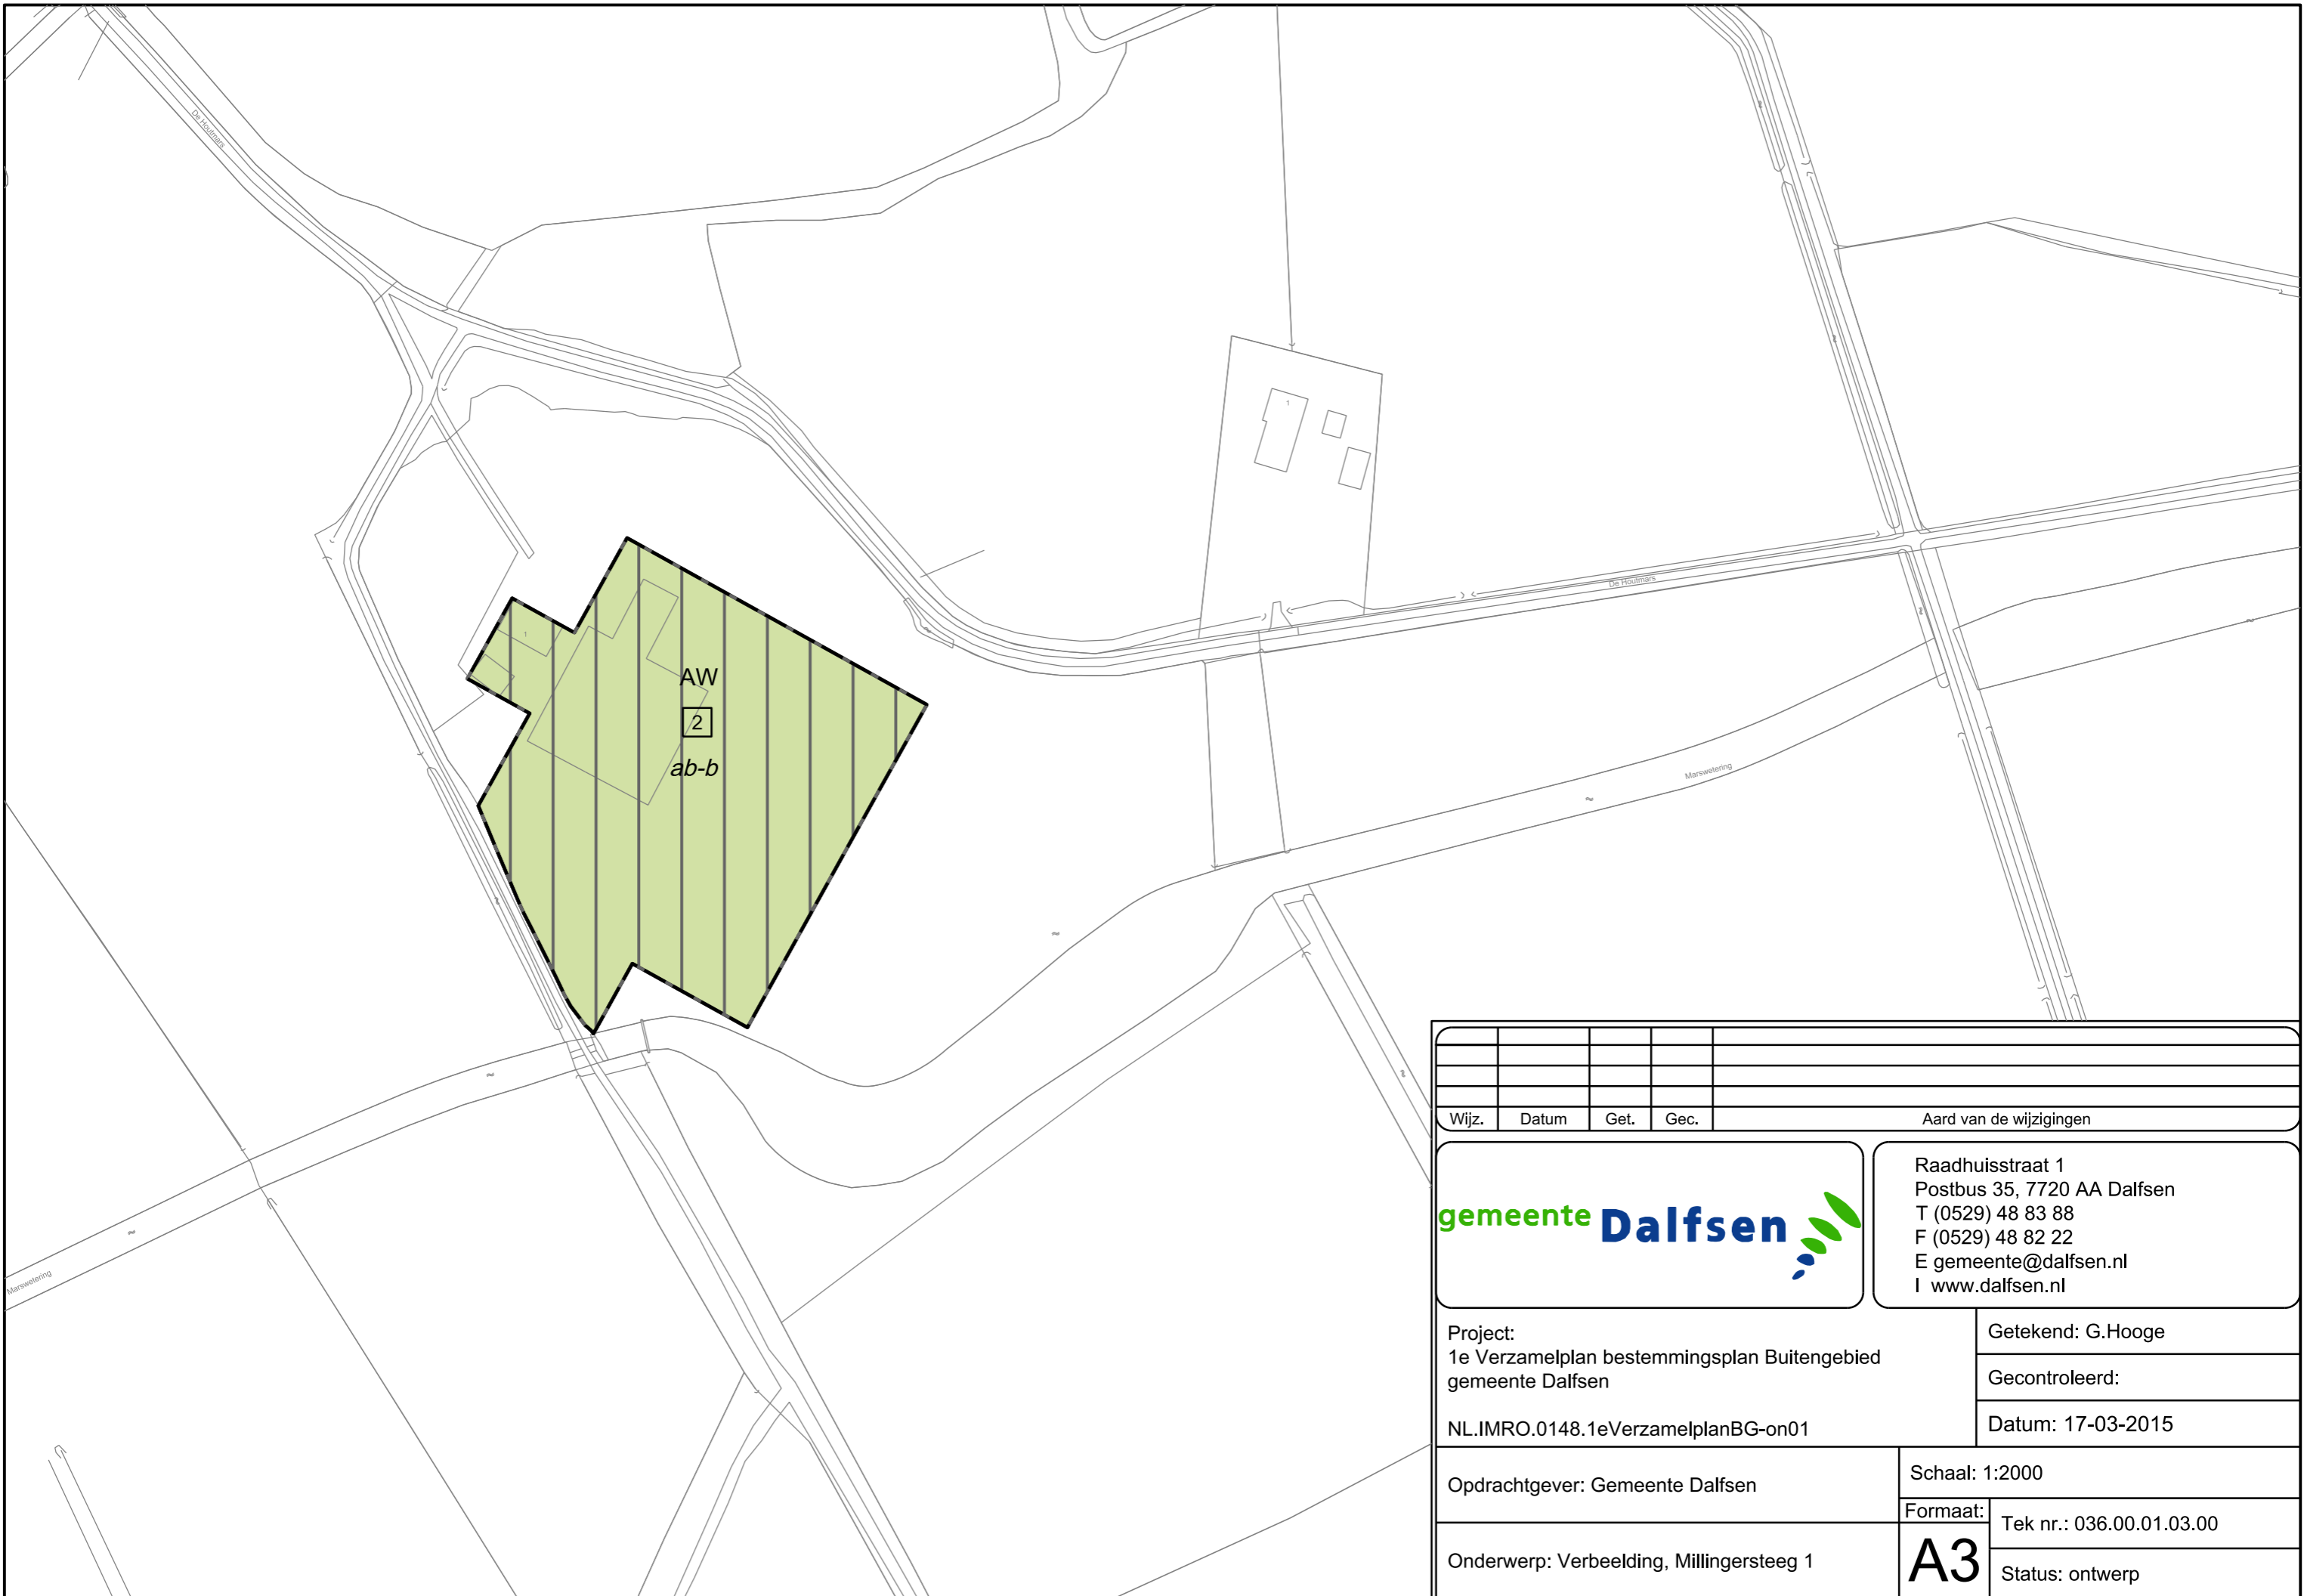 De Houtmars
1
1
AW
2
ab-b
De Houtmars
Marswetering
Marswetering
Wijz. Datum Get. Gec. Aard van de wijzigingen
gemeente Dalfsen
Raadhuisstraat 1
Postbus 35, 7720 AA Dalfsen
T (0529) 48 83 88
F (0529) 48 82 22
E gemeente@dalfsen.nl
I www.dalfsen.nl
Project:
1e Verzamelplan bestemmingsplan Buitengebied
gemeente Dalfsen
NL.IMRO.0148.1eVerzamelplanBG-on01
Getekend: G.Hooge
Gecontroleerd:
Datum: 17-03-2015
Opdrachtgever: Gemeente Dalfsen
Schaal: 1:2000
Formaat:
A3
Tek nr.: 036.00.01.03.00
Onderwerp: Verbeelding, Millingersteeg 1
Status: ontwerp